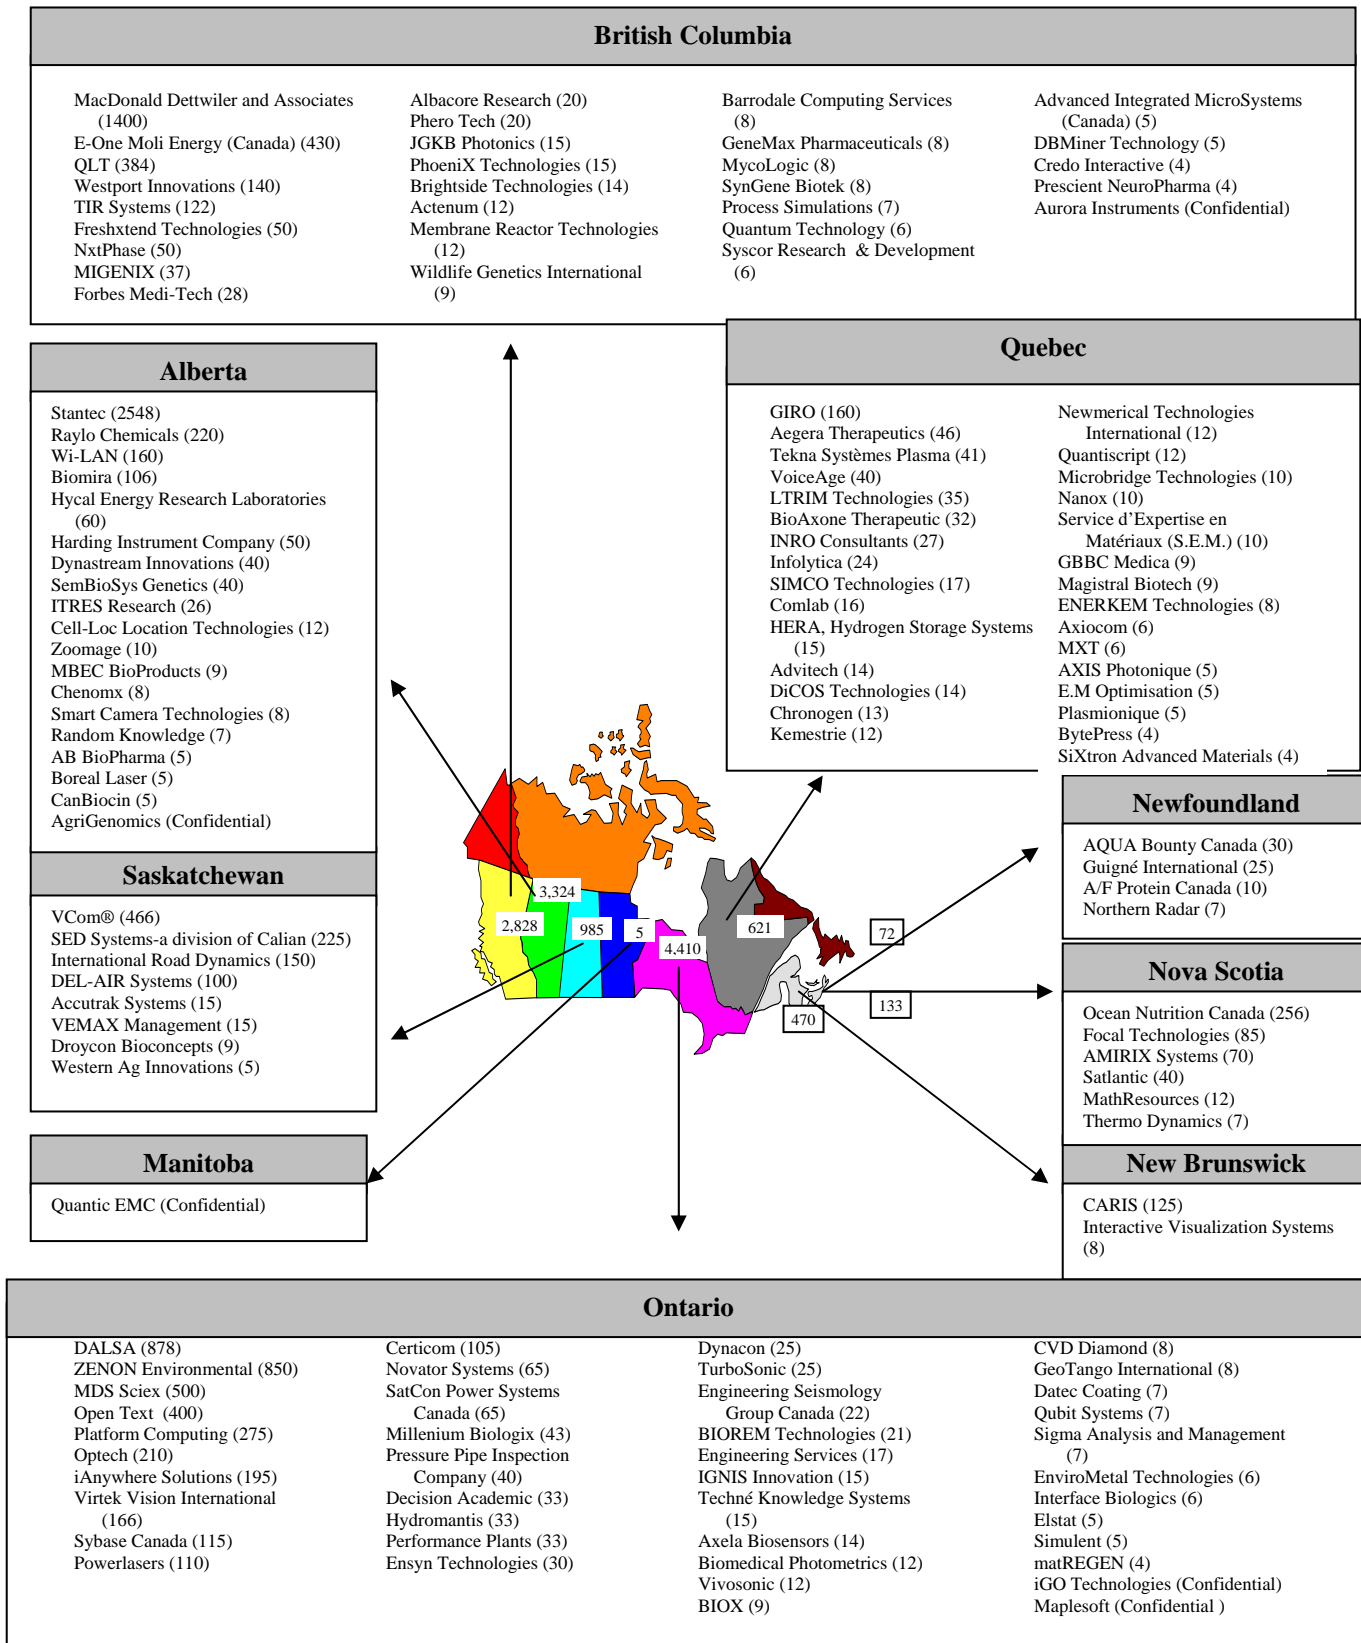 British Columbia
MacDonald Dettwiler and Associates
(1400)
E-One Moli Energy (Canada) (430)
QLT (384)
Westport Innovations (140)
TIR Systems (122)
Freshxtend Technologies (50)
NxtPhase (50)
MIGENIX (37)
Forbes Medi-Tech (28)
Albacore Research (20)
Phero Tech (20)
JGKB Photonics (15)
PhoeniX Technologies (15)
Brightside Technologies (14)
Actenum (12)
Membrane Reactor Technologies
(12)
Wildlife Genetics International
(9)
Barrodale Computing Services
(8)
GeneMax Pharmaceuticals (8)
MycoLogic (8)
SynGene Biotek (8)
Process Simulations (7)
Quantum Technology (6)
Syscor Research & Development
(6)
Advanced Integrated MicroSystems
(Canada) (5)
DBMiner Technology (5)
Credo Interactive (4)
Prescient NeuroPharma (4)
Aurora Instruments (Confidential)
Alberta
Stantec (2548)
Raylo Chemicals (220)
Wi-LAN (160)
Biomira (106)
Hycal Energy Research Laboratories
(60)
Harding Instrument Company (50)
Dynastream Innovations (40)
SemBioSys Genetics (40)
ITRES Research (26)
Cell-Loc Location Technologies (12)
Zoomage (10)
MBEC BioProducts (9)
Chenomx (8)
Smart Camera Technologies (8)
Random Knowledge (7)
AB BioPharma (5)
Boreal Laser (5)
CanBiocin (5)
AgriGenomics (Confidential)
Quebec
GIRO (160)
Aegera Therapeutics (46)
Tekna Systèmes Plasma (41)
VoiceAge (40)
LTRIM Technologies (35)
BioAxone Therapeutic (32)
INRO Consultants (27)
Infolytica (24)
SIMCO Technologies (17)
Comlab (16)
HERA, Hydrogen Storage Systems
(15)
Advitech (14)
DiCOS Technologies (14)
Chronogen (13)
Kemestrie (12)
Newmerical Technologies
International (12)
Quantiscript (12)
Microbridge Technologies (10)
Nanox (10)
Service d'Expertise en
Matériaux (S.E.M.) (10)
GBBC Medica (9)
Magistral Biotech (9)
ENERKEM Technologies (8)
Axiocom (6)
MXT (6)
AXIS Photonique (5)
E.M Optimisation (5)
Plasmionique (5)
BytePress (4)
SiXtron Advanced Materials (4)
Saskatchewan
VCom® (466)
SED Systems-a division of Calian (225)
International Road Dynamics (150)
DEL-AIR Systems (100)
Accutrak Systems (15)
VEMAX Management (15)
Droycon Bioconcepts (9)
Western Ag Innovations (5)
3,324
2,828
985
5
4,410
621
72
133
470
Newfoundland
AQUA Bounty Canada (30)
Guigné International (25)
A/F Protein Canada (10)
Northern Radar (7)
Nova Scotia
Ocean Nutrition Canada (256)
Focal Technologies (85)
AMIRIX Systems (70)
Satlantic (40)
MathResources (12)
Thermo Dynamics (7)
Manitoba
Quantic EMC (Confidential)
New Brunswick
CARIS (125)
Interactive Visualization Systems
(8)
Ontario
DALSA (878)
ZENON Environmental (850)
MDS Sciex (500)
Open Text (400)
Platform Computing (275)
Optech (210)
iAnywhere Solutions (195)
Virtek Vision International
(166)
Sybase Canada (115)
Powerlasers (110)
Certicom (105)
Novator Systems (65)
SatCon Power Systems
Canada (65)
Millenium Biologix (43)
Pressure Pipe Inspection
Company (40)
Decision Academic (33)
Hydromantis (33)
Performance Plants (33)
Ensyn Technologies (30)
Dynacon (25)
TurboSonic (25)
Engineering Seismology
Group Canada (22)
BIOREM Technologies (21)
Engineering Services (17)
IGNIS Innovation (15)
Techné Knowledge Systems
(15)
Axela Biosensors (14)
Biomedical Photometrics (12)
Vivosonic (12)
BIOX (9)
CVD Diamond (8)
GeoTango International (8)
Datec Coating (7)
Qubit Systems (7)
Sigma Analysis and Management
(7)
EnviroMetal Technologies (6)
Interface Biologics (6)
Elstat (5)
Simulent (5)
matREGEN (4)
iGO Technologies (Confidential)
Maplesoft (Confidential )